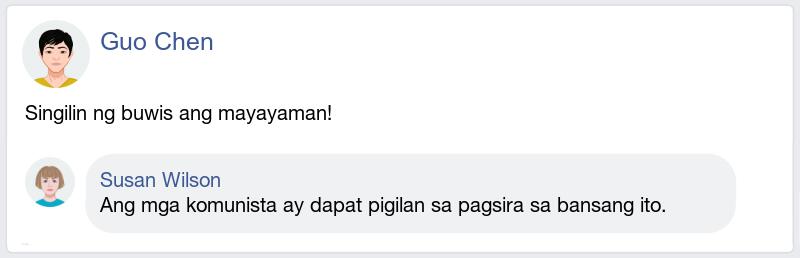 Guo Chen
Singilin ng buwis ang mayayaman!
Susan Wilson
Ang mga komunista ay dapat pigilan sa pagsira sa bansang ito.